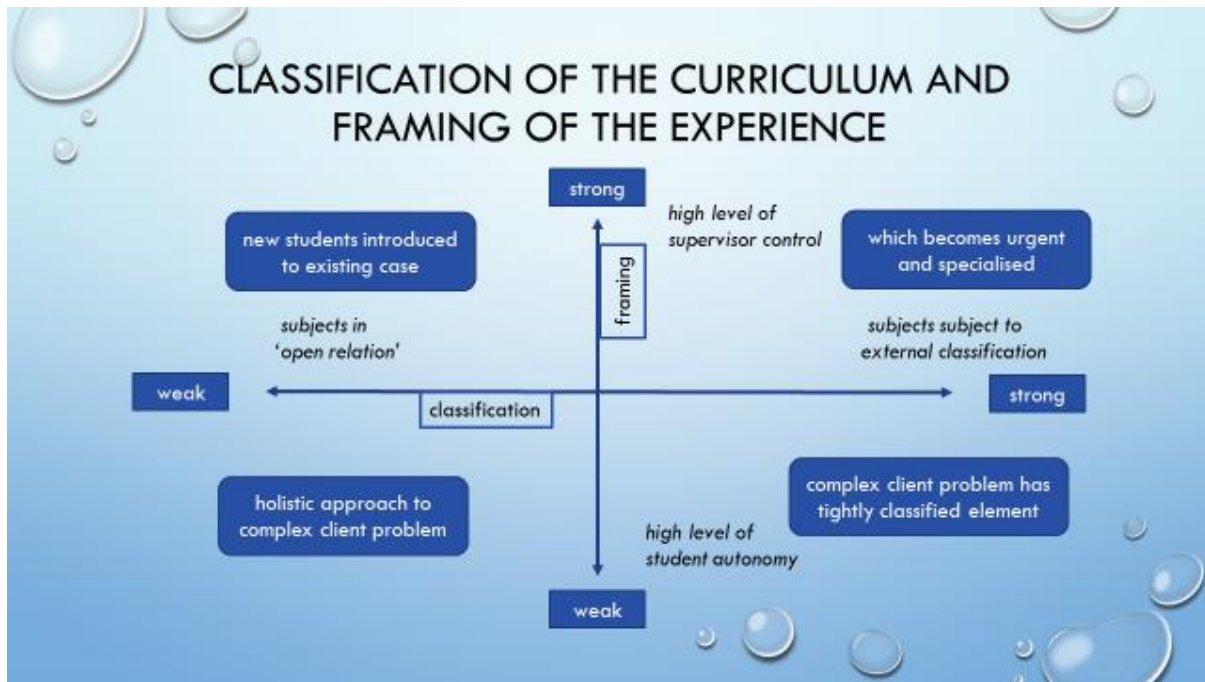 CLASSIFICATION OF THE CURRICULUM AND
FRAMING OF THE EXPERIENCE
strong
high level of
supervisor control
new students introduced
to existing case
which becomes urgent
and specialised
framing
subjects in
‘open relation’
subjects subject to
external classification
weak
classification
strong
holistic approach to
complex client problem
complex client problem has
tightly classified element
high level of
student autonomy
weak